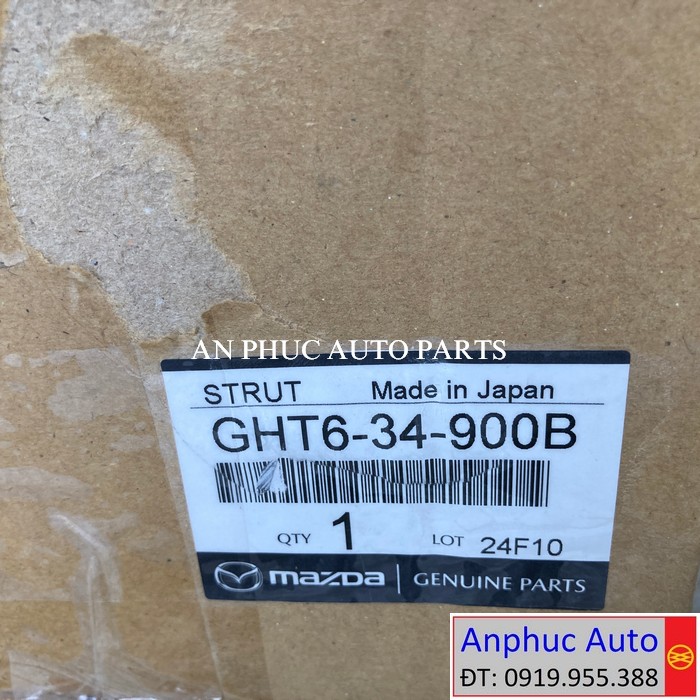 AN PHUC AUTO PARTS
STRUT Made in Japan
GHT6-34-900B
QTY 1 LOT 24F10
mazda | GENUINE PARTS
Anphuc Auto
ĐT: 0919.955.388